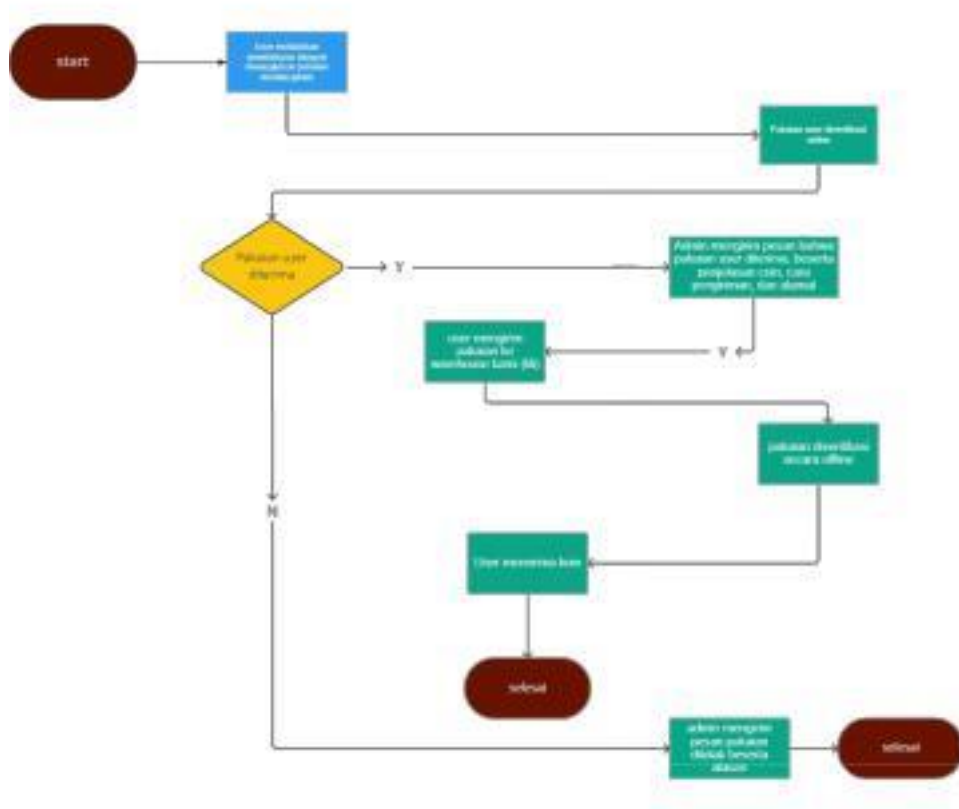 start
Pakaian user
online
Pakaian user
diterima
Y
Admin mengirim pesan bahwa
pakaian user diterima, beserta
penjelasan coin, cara
pengiriman, dan alamat
Y
user mengirim
pakaian ke
warehouse kami
pakaian diverifikasi
secara offline
N
User menerima koin
selesai
admin mengirim
pesan pakaian
ditolak beserta
alasan
selesai